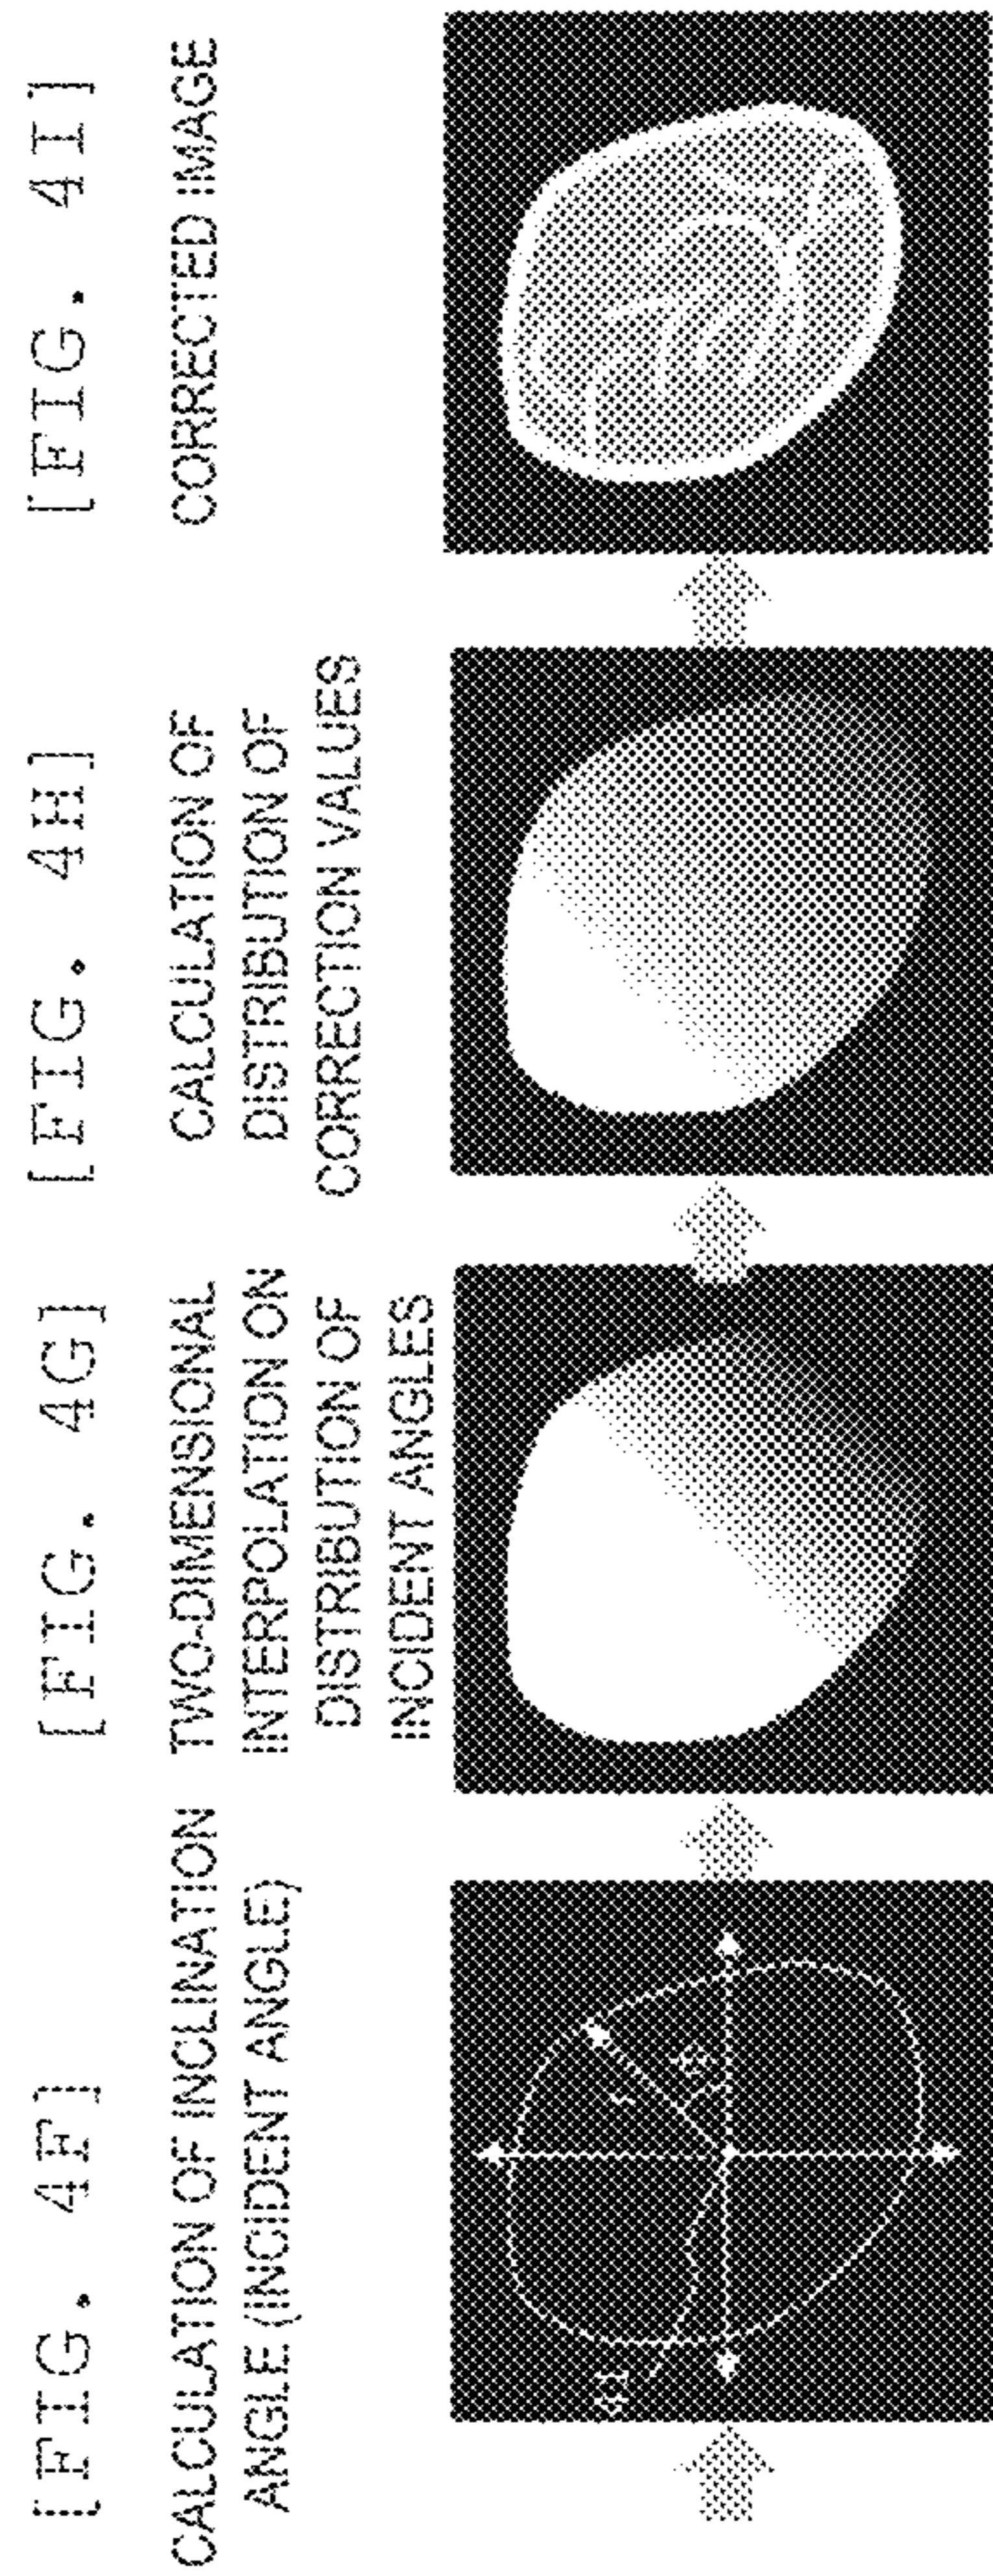 [FIG. 4F]
CALCULATION OF INCLINATION
ANGLE (INCIDENT ANGLE)
[FIG. 4G]
TWO-DIMENSIONAL
INTERPOLATION ON
DISTRIBUTION OF
INCIDENT ANGLES
[FIG. 4H]
CALCULATION OF
DISTRIBUTION OF
CORRECTION VALUES
[FIG. 4I]
CORRECTED IMAGE